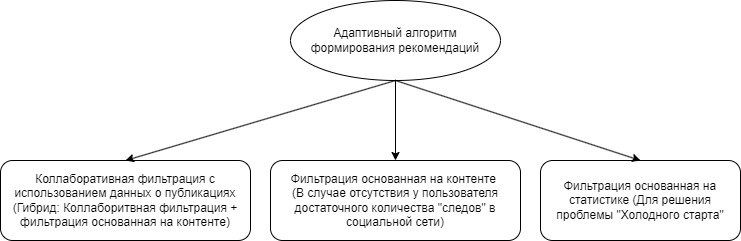 Адаптивный алгоритм
формирования рекомендаций
Коллаборативная фильтрация с
использованием данных о публикациях
(Гибрид: Коллаборитвная фильтрация +
фильтрация основанная на контенте)
Фильтрация основанная на контенте
(В случае отсутствия у пользователя
достаточного количества "следов" в
социальной сети)
Фильтрация основанная на
статистике (Для решения
проблемы "Холодного старта"